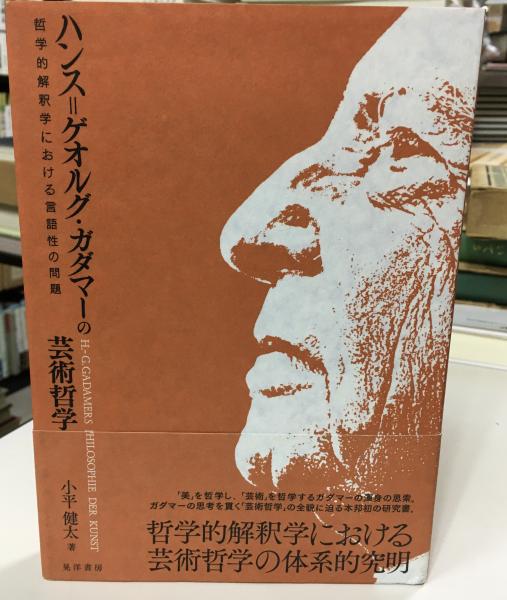 ハンス=ゲオルグ・ガダマーの
芸術哲学
哲学的解釈学における言語性の問題
H.-G.GADAMERS PHILOSOPHIE DER KUNST
小平健太 著
「美」を哲学し、「芸術」を哲学するガダマーの渾身の思索。
ガダマーの思考を貫く「芸術哲学」の全貌に迫る本邦初の研究書。
哲学的解釈学における
芸術哲学の体系的究明
晃洋書房